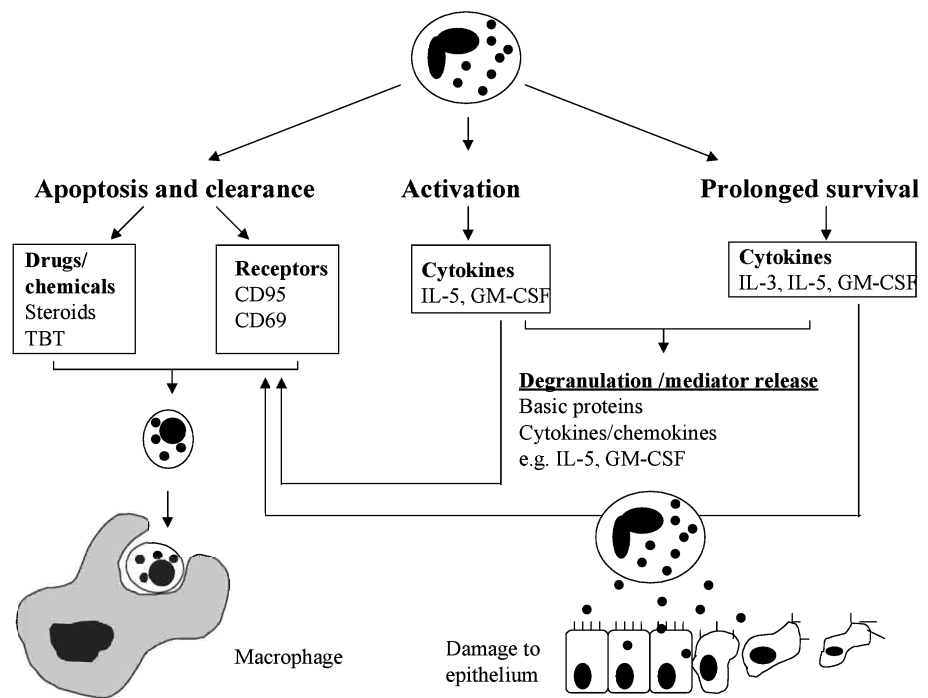 Apoptosis and clearance
Activation
Prolonged survival
Drugs/
chemicals
Steroids
TBT
Receptors
CD95
CD69
Cytokines
IL-5, GM-CSF
Cytokines
IL-3, IL-5, GM-CSF
Degranulation /mediator release
Basic proteins
Cytokines/chemokines
e.g. IL-5, GM-CSF
Macrophage
Damage to
epithelium